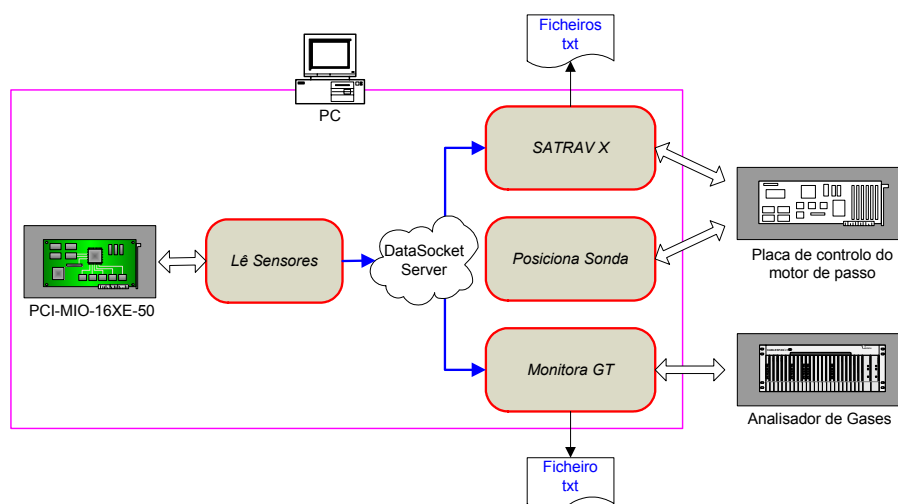 Ficheiros
txt
PC
SATRAV X
Lê Sensores
DataSocket
Server
Posiciona Sonda
Placa de controlo do
motor de passo
PCI-MIO-16XE-50
Monitora GT
Analisador de Gases
Ficheiro
txt